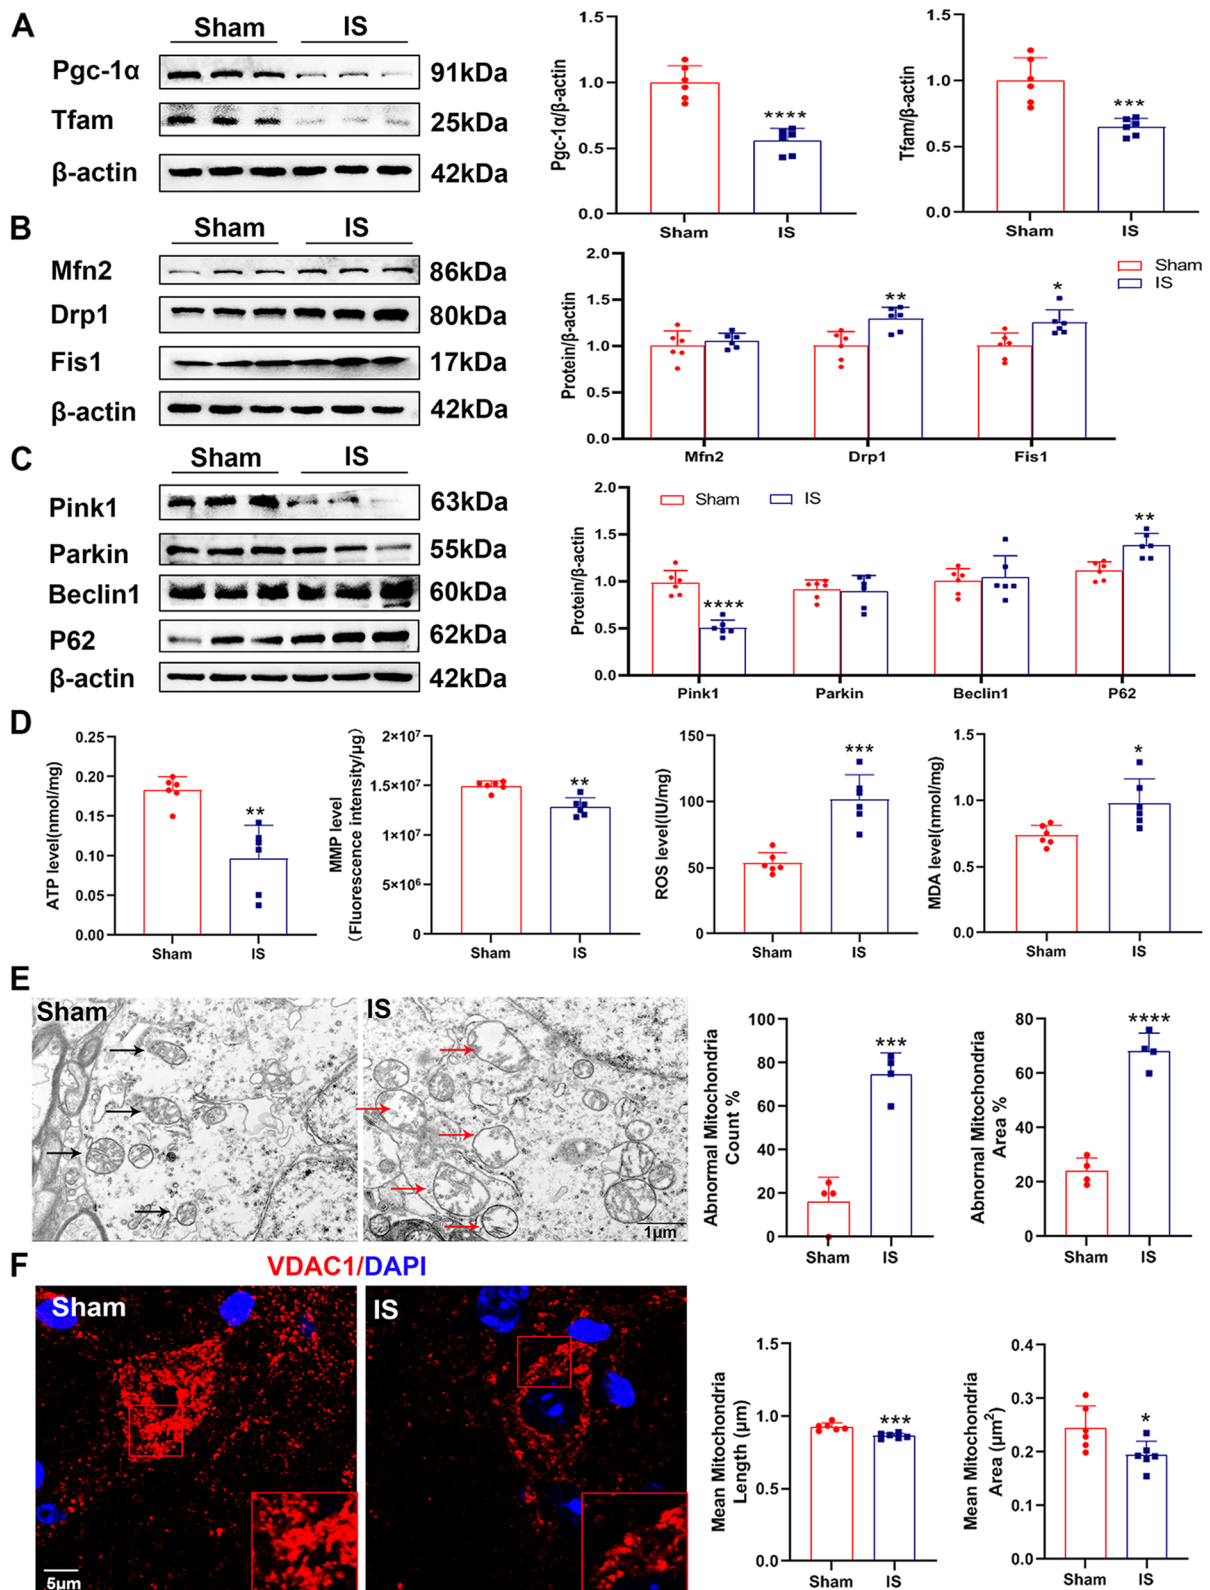 A
Sham IS
Pgc-1α 91kDa
Tfam 25kDa
β-actin 42kDa
Pgc-1α/β-actin
1.5
1.0
0.5
0.0
****
Sham IS
Tfam/β-actin
1.5
1.0
0.5
0.0
***
Sham IS
B
Sham IS
Mfn2 86kDa
Drp1 80kDa
Fis1 17kDa
β-actin 42kDa
Protein/β-actin
2.0
1.5
1.0
0.5
0.0
** *
Mfn2 Drp1 Fis1
Sham
IS
C
Sham IS
Pink1 63kDa
Parkin 55kDa
Beclin1 60kDa
P62 62kDa
β-actin 42kDa
Protein/β-actin
2.0
1.5
1.0
0.5
0.0
Sham IS
**** **
Pink1 Parkin Beclin1 P62
D
ATP level(nmol/mg)
0.25
0.20
0.15
0.10
0.05
0.00
**
Sham IS
MMP level
(Fluorescence intensity/μg)
2×10⁷
1.5×10⁷
1×10⁷
5×10⁶
0
**
Sham IS
ROS level(IU/mg)
150
100
50
0
***
Sham IS
MDA level(nmol/mg)
1.5
1.0
0.5
0.0
*
Sham IS
E
Sham IS
1μm
Abnormal Mitochondria
Count %
100
80
60
40
20
0
***
Sham IS
Abnornal Mitochondria
Area %
80
60
40
20
0
****
Sham IS
F
VDAC1/DAPI
Sham IS
5μm
Mean Mitochondria
Length (μm)
1.5
1.0
0.5
0.0
***
Sham IS
Mean Mitochondria
Area (μm²)
0.4
0.3
0.2
0.1
0.0
*
Sham IS